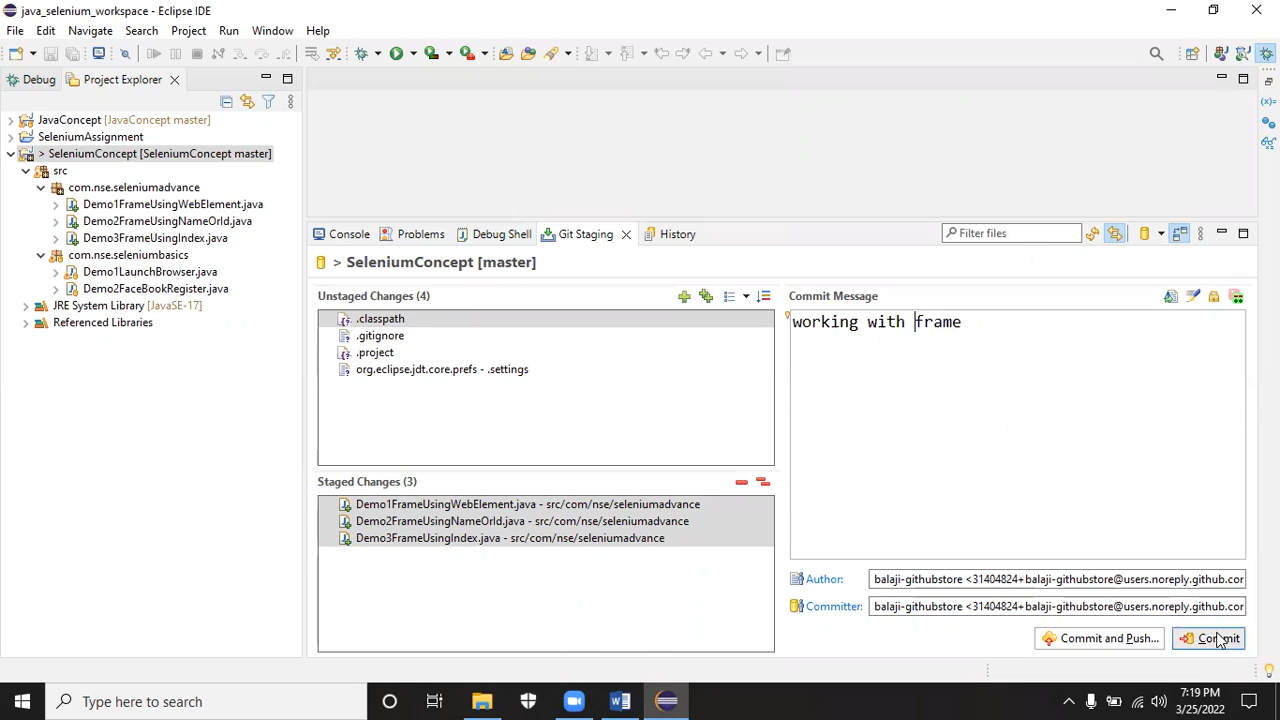 java_selenium_workspace - Eclipse IDE
File Edit Navigate Search Project Run Window Help
Debug Project Explorer
JavaConcept [JavaConcept master]
SeleniumAssignment
> SeleniumConcept [SeleniumConcept master]
src
com.nse.seleniumadvance
Demo1FrameUsingWebElement.java
Demo2FrameUsingNameOrId.java
Demo3FrameUsingIndex.java
com.nse.seleniumbasics
Demo1LaunchBrowser.java
Demo2FaceBookRegister.java
JRE System Library [JavaSE-17]
Referenced Libraries
Console Problems Debug Shell Git Staging History Filter files
> SeleniumConcept [master]
Unstaged Changes (4)
.classpath
.gitignore
.project
org.eclipse.jdt.core.prefs - .settings
Staged Changes (3)
Demo1FrameUsingWebElement.java - src/com/nse/seleniumadvance
Demo2FrameUsingNameOrId.java - src/com/nse/seleniumadvance
Demo3FrameUsingIndex.java - src/com/nse/seleniumadvance
Commit Message
working with frame
Author: balaji-githubstore <31404824+balaji-githubstore@users.noreply.github.cor
Committer: balaji-githubstore <31404824+balaji-githubstore@users.noreply.github.cor
Commit and Push... Commit
Type here to search
7:19 PM
3/25/2022